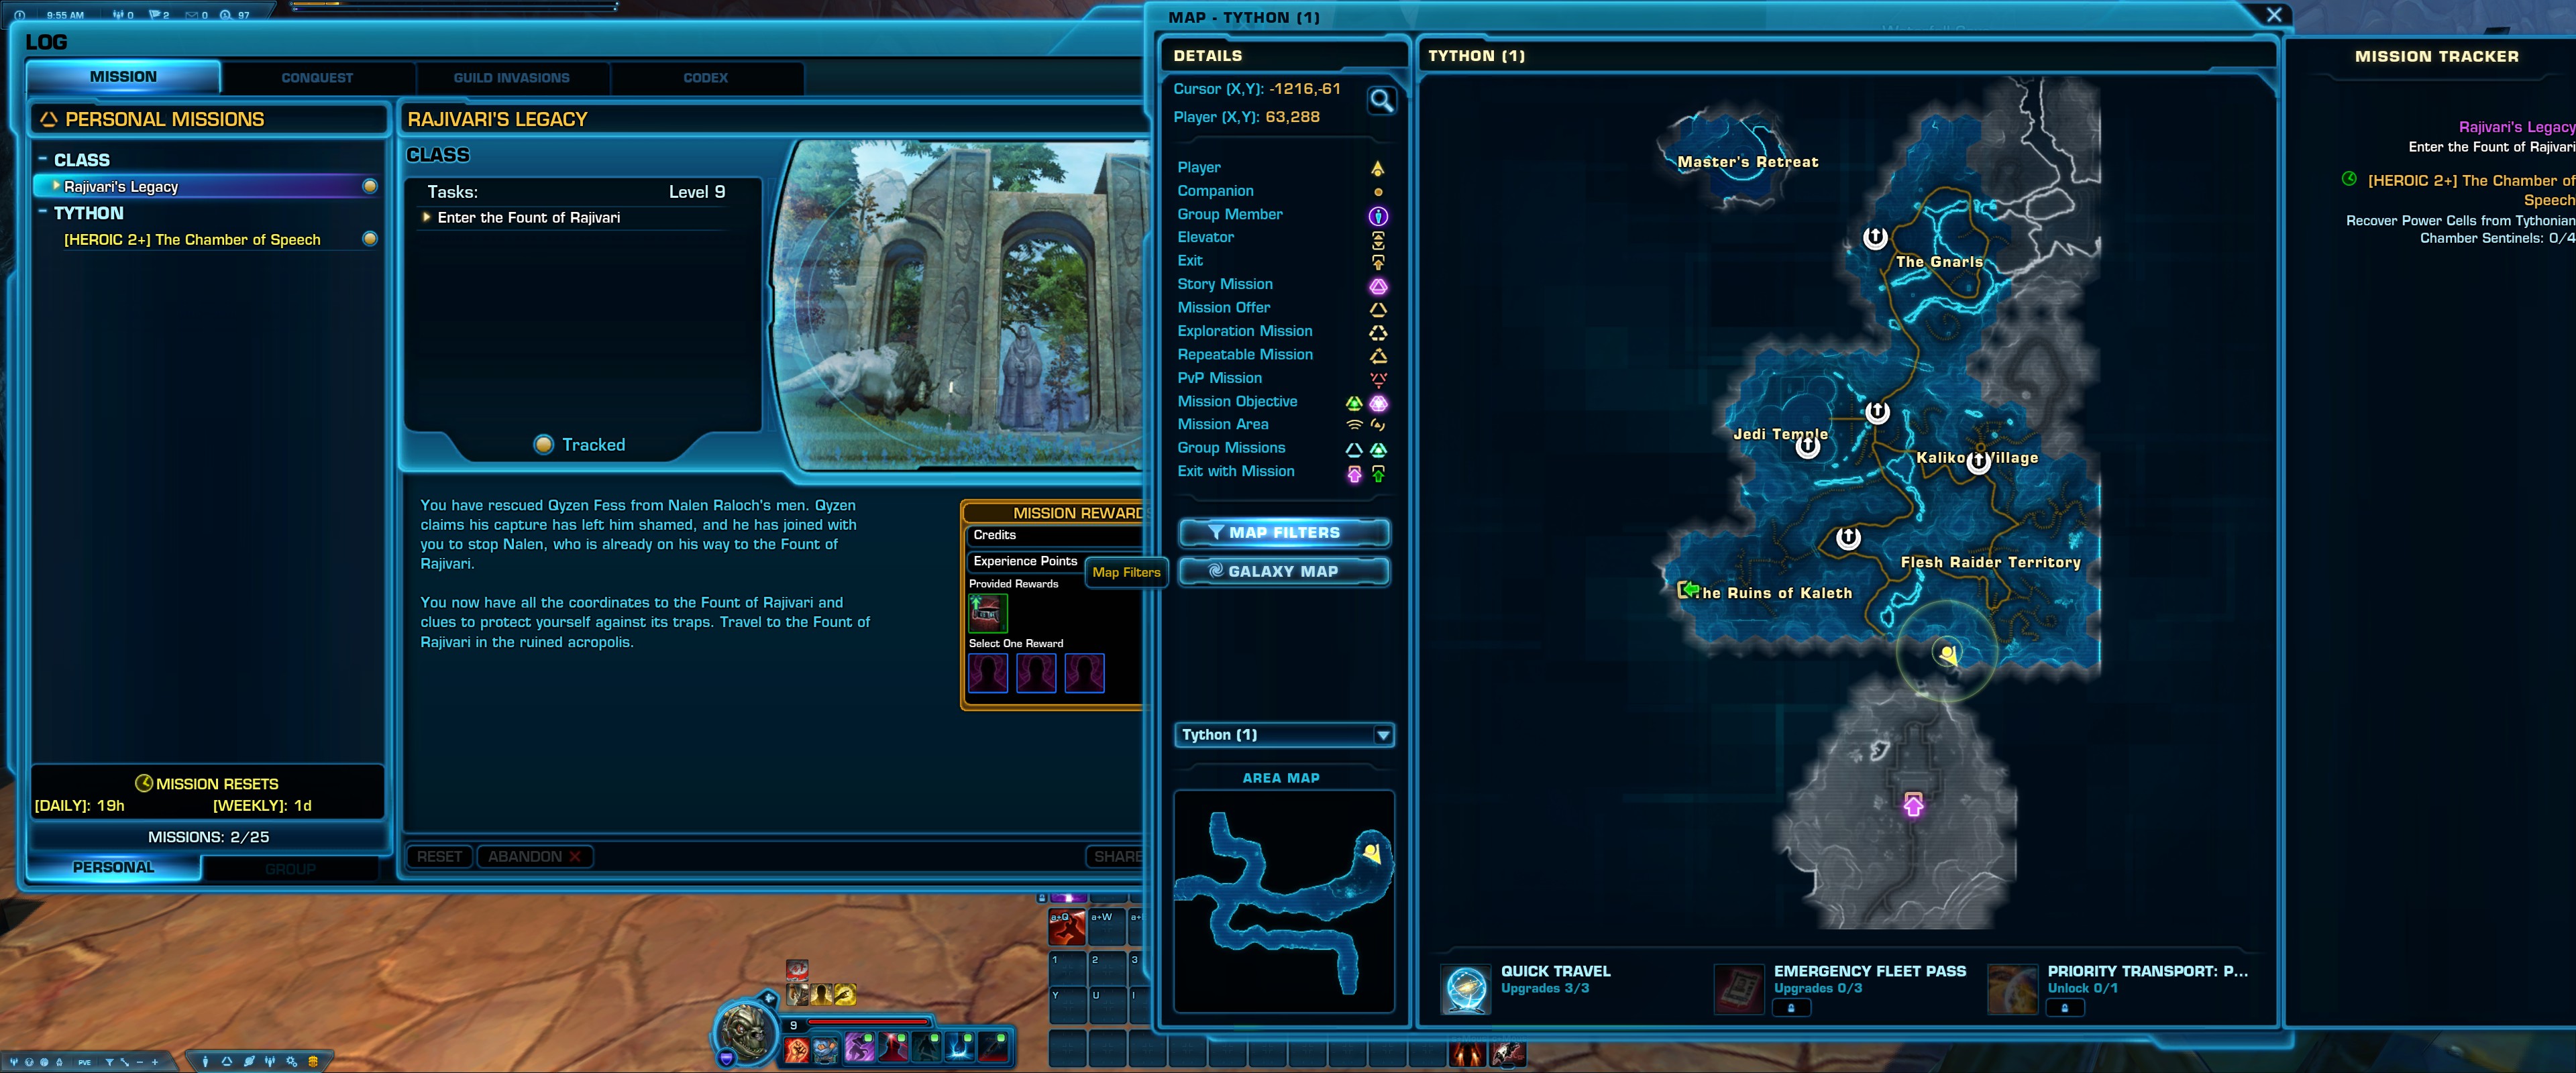 9:55 AM 0 2 0 97
LOG
MISSION CONQUEST GUILD INVASIONS CODEX
PERSONAL MISSIONS
CLASS
Rajivari's Legacy
TYTHON
[HEROIC 2+] The Chamber of Speech
MISSION RESETS
[DAILY]: 19h [WEEKLY]: 1d
MISSIONS: 2/25
PERSONAL GROUP
RAJIVARI'S LEGACY
CLASS
Tasks: Level 9
Enter the Fount of Rajivari
Tracked
You have rescued Qyzen Fess from Nalen Raloch's men. Qyzen
claims his capture has left him shamed, and he has joined with
you to stop Nalen, who is already on his way to the Fount of
Rajivari.
You now have all the coordinates to the Fount of Rajivari and
clues to protect yourself against its traps. Travel to the Fount of
Rajivari in the ruined acropolis.
MISSION REWARDS
Credits
Experience Points
Provided Rewards
Select One Reward
Map Filters
RESET ABANDON SHARE
MAP - TYTHON (1)
DETAILS
Cursor (X,Y): -1216,-61
Player (X,Y): 63,288
Player
Companion
Group Member
Elevator
Exit
Story Mission
Mission Offer
Exploration Mission
Repeatable Mission
PvP Mission
Mission Objective
Mission Area
Group Missions
Exit with Mission
MAP FILTERS
GALAXY MAP
Tython (1)
AREA MAP
TYTHON (1)
Master's Retreat
The Gnarls
Jedi Temple
Kaliko Village
Flesh Raider Territory
The Ruins of Kaleth
QUICK TRAVEL
Upgrades 3/3
EMERGENCY FLEET PASS
Upgrades 0/3
PRIORITY TRANSPORT: P...
Unlock 0/1
MISSION TRACKER
Rajivari's Legacy
Enter the Fount of Rajivari
[HEROIC 2+] The Chamber of
Speech
Recover Power Cells from Tythonian
Chamber Sentinels: 0/4
a+Q a+W
1 2 3
Y U I
9
PVE